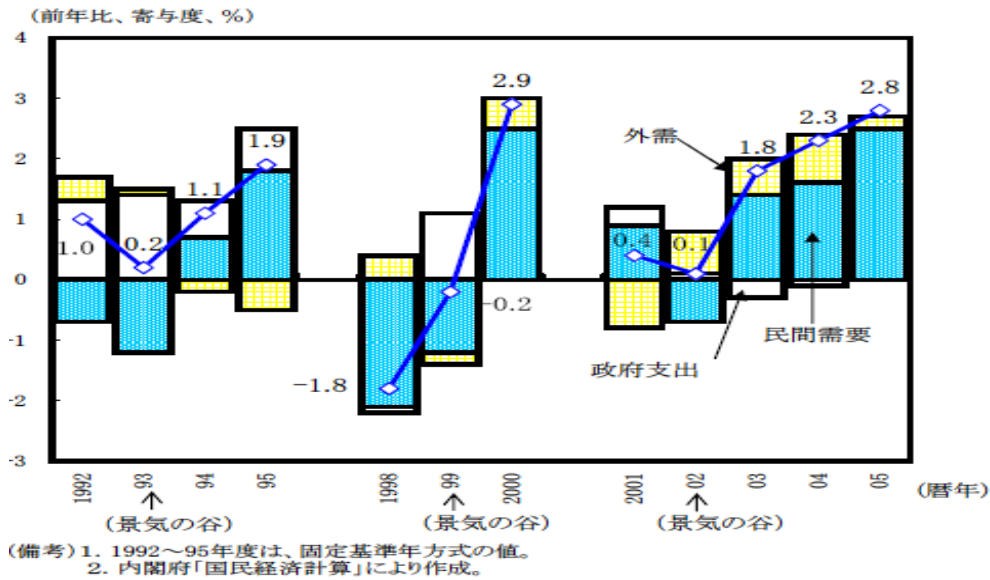 (前年比、寄与度、%)
4
3
2
1
0
-1
-2
-3
1.0
0.2
1.1
1.9
-1.8
-0.2
2.9
0.4
0.1
1.8
2.3
2.8
外需
政府支出
民間需要
1992 93 94 95 1998 99 2000 2001 02 03 04 05 (暦年)
(景気の谷) (景気の谷) (景気の谷)
(備考) 1. 1992~95年度は、固定基準年方式の値。
2. 内閣府「国民経済計算」により作成。